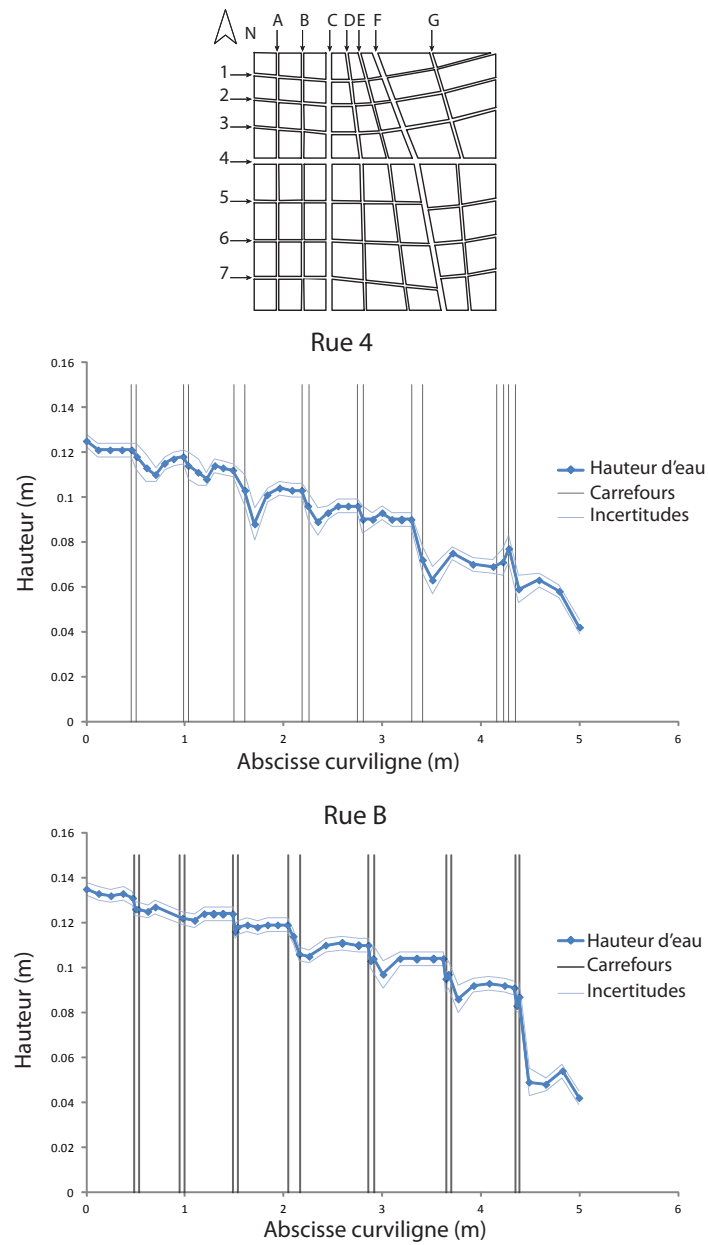 A B C D E F G
N
1
2
3
4
5
6
7
Rue 4
0.16
0.14
0.12
0.1
0.08
0.06
0.04
0.02
0
Hauteur (m)
Hauteur d'eau
Carrefours
Incertitudes
0 1 2 3 4 5 6
Abscisse curviligne (m)
Rue B
0.16
0.14
0.12
0.1
0.08
0.06
0.04
0.02
0
Hauteur (m)
Hauteur d'eau
Carrefours
Incertitudes
0 1 2 3 4 5 6
Abscisse curviligne (m)